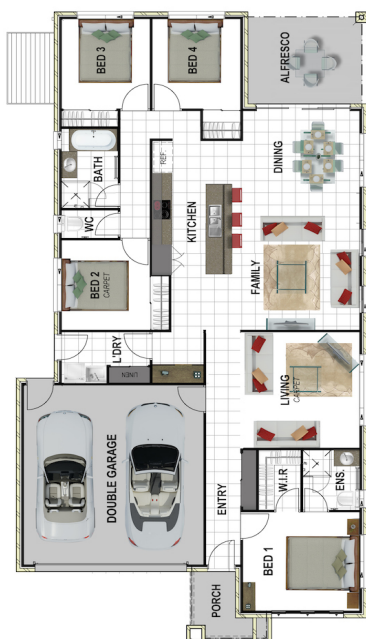 BED 3
BED 4
ALFRESCO
BATH
REF.
DINING
KITCHEN
WC
BED 2
CARPET
FAMILY
L'DRY
LINEN
LIVING
CARPET
DOUBLE GARAGE
ENTRY
W.I.R
ENS.
BED 1
PORCH